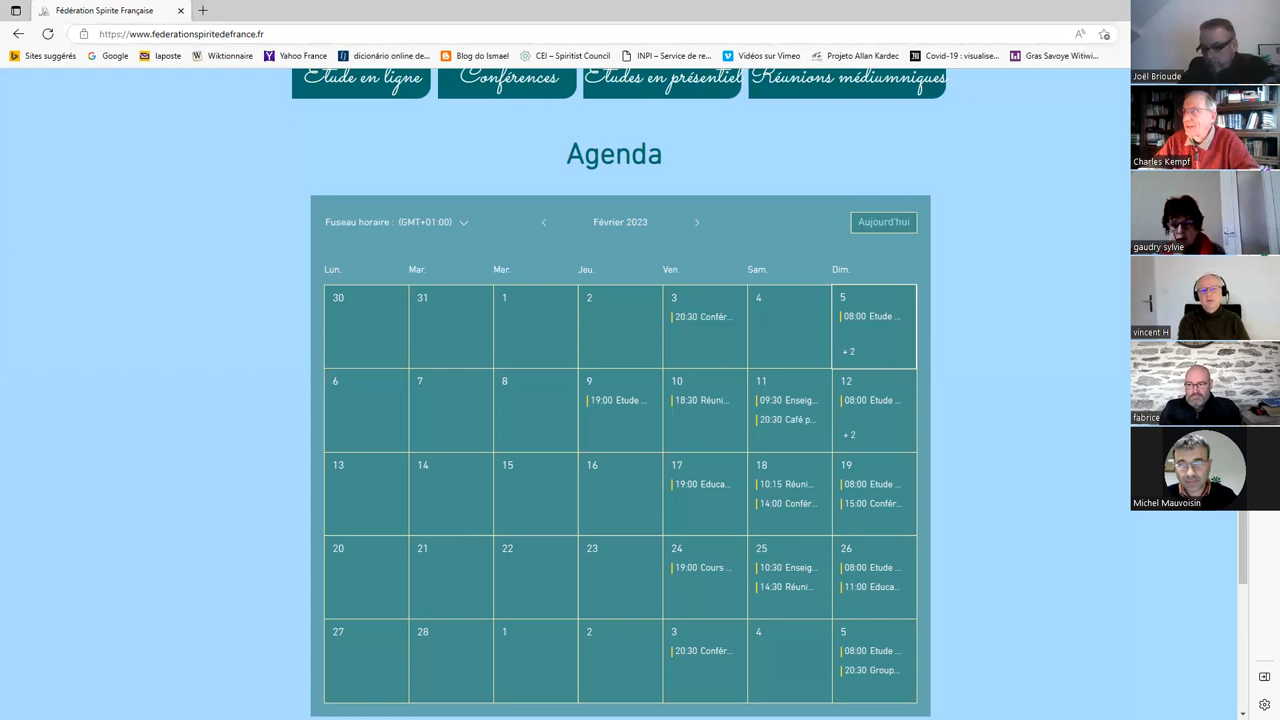 Fédération Spirite Française
https://www.federationspiritedefrance.fr
Sites suggérés Google laposte Wiktionnaire Yahoo France dicionário online de... Blog do Ismael CEI – Spiritist Council INPI – Service de re... Vidéos sur Vimeo Projeto Allan Kardec Covid-19 : visualise... Gras Savoye Witiwi...
Etude en ligne Conférences Etudes en présentiel Réunions médiumniques
Agenda
Fuseau horaire : (GMT+01:00) Février 2023 Aujourd'hui
Lun. Mar. Mer. Jeu. Ven. Sam. Dim.
30 31 1 2 3 4 5
20:30 Confér... 08:00 Etude ...
+ 2
6 7 8 9 10 11 12
19:00 Etude ... 18:30 Réuni... 09:30 Enseig... 08:00 Etude ...
20:30 Café p...
+ 2
13 14 15 16 17 18 19
19:00 Educa... 10:15 Réuni... 08:00 Etude ...
14:00 Confér... 15:00 Confér...
20 21 22 23 24 25 26
19:00 Cours ... 10:30 Enseig... 08:00 Etude ...
14:30 Réuni... 11:00 Educa...
27 28 1 2 3 4 5
20:30 Confér... 08:00 Etude ...
20:30 Group...
Joël Brioude
Charles Kempf
gaudry sylvie
vincent H
fabrice
Michel Mauvoisin